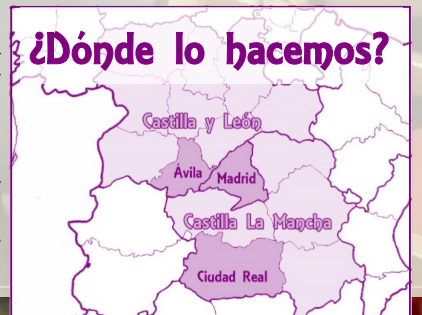 ¿Dónde lo hacemos?
Castilla y León
Ávila
Madrid
Castilla La Mancha
Ciudad Real